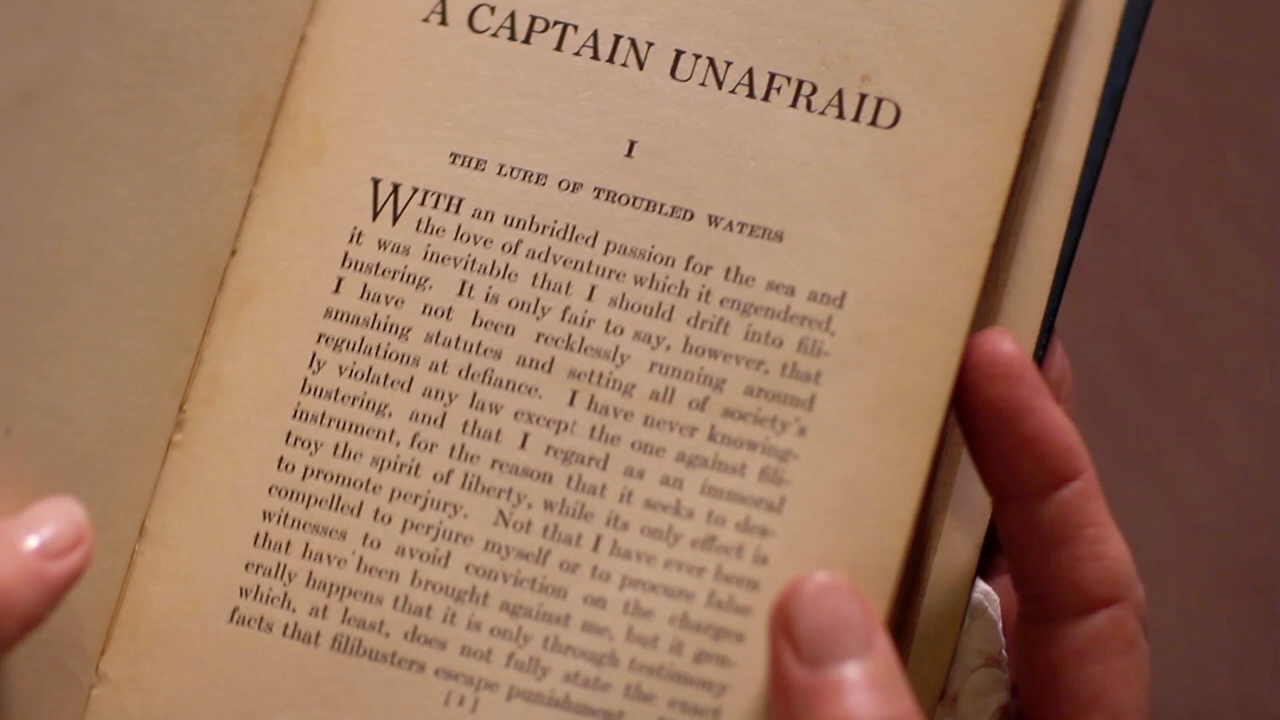 A CAPTAIN UNAFRAID
I
THE LURE OF TROUBLED WATERS
WITH an unbridled passion for the sea and
the love of adventure which it engendered,
it was inevitable that I should drift into fili-
bustering. It is only fair to say, however, that
I have not been recklessly running around
smashing statutes and setting all of society's
regulations at defiance. I have never knowing-
ly violated any law except the one against fili-
bustering, and that I regard as an immoral
instrument, for the reason that it seeks to des-
troy the spirit of liberty, while its only effect is
to promote perjury. Not that I have ever been
compelled to perjure myself or to procure false
witnesses to avoid conviction on the charges
that have been brought against me, but it gen-
erally happens that it is only through testimony
which, at least, does not fully state the exact
facts that filibusters escape punishment.
[1]